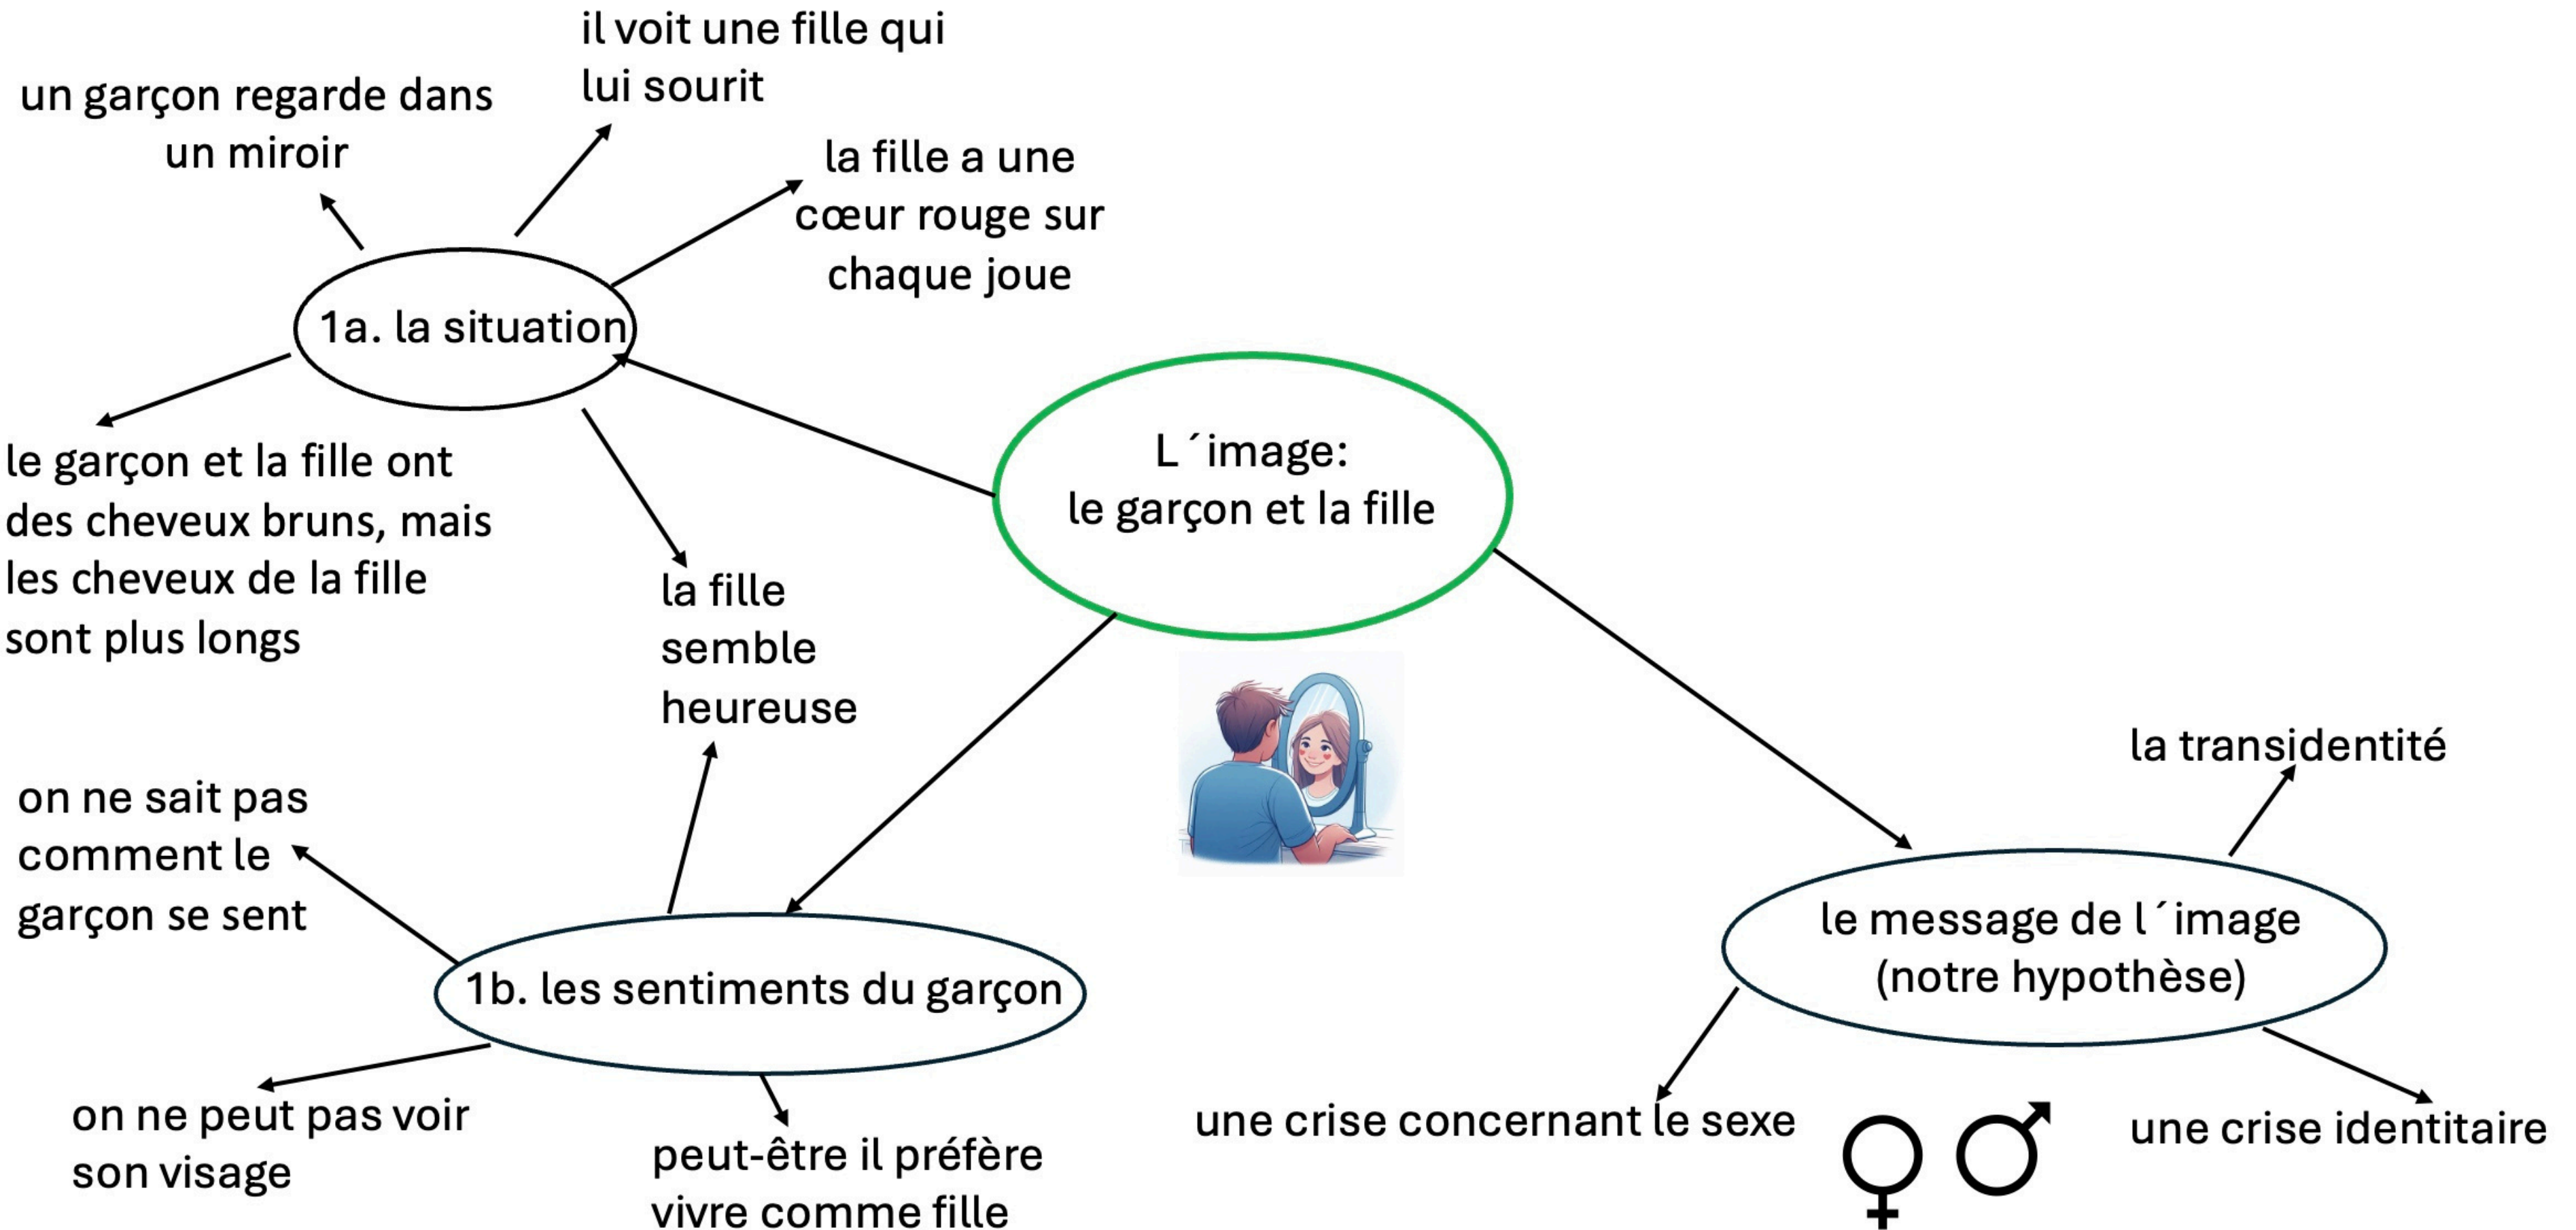 il voit une fille qui
lui sourit
un garçon regarde dans
un miroir
la fille a une
cœur rouge sur
chaque joue
1a. la situation
L´image:
le garçon et la fille
le garçon et la fille ont
des cheveux bruns, mais
les cheveux de la fille
sont plus longs
la fille
semble
heureuse
la transidentité
on ne sait pas
comment le
garçon se sent
le message de l´image
(notre hypothèse)
1b. les sentiments du garçon
on ne peut pas voir
son visage
peut-être il préfère
vivre comme fille
une crise concernant le sexe
une crise identitaire